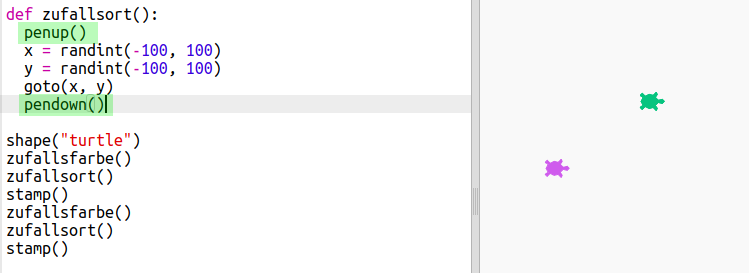 def zufallsort():
  penup()
  x = randint(-100, 100)
  y = randint(-100, 100)
  goto(x, y)
  pendown()
shape("turtle")
zufallsfarbe()
zufallsort()
stamp()
zufallsfarbe()
zufallsort()
stamp()